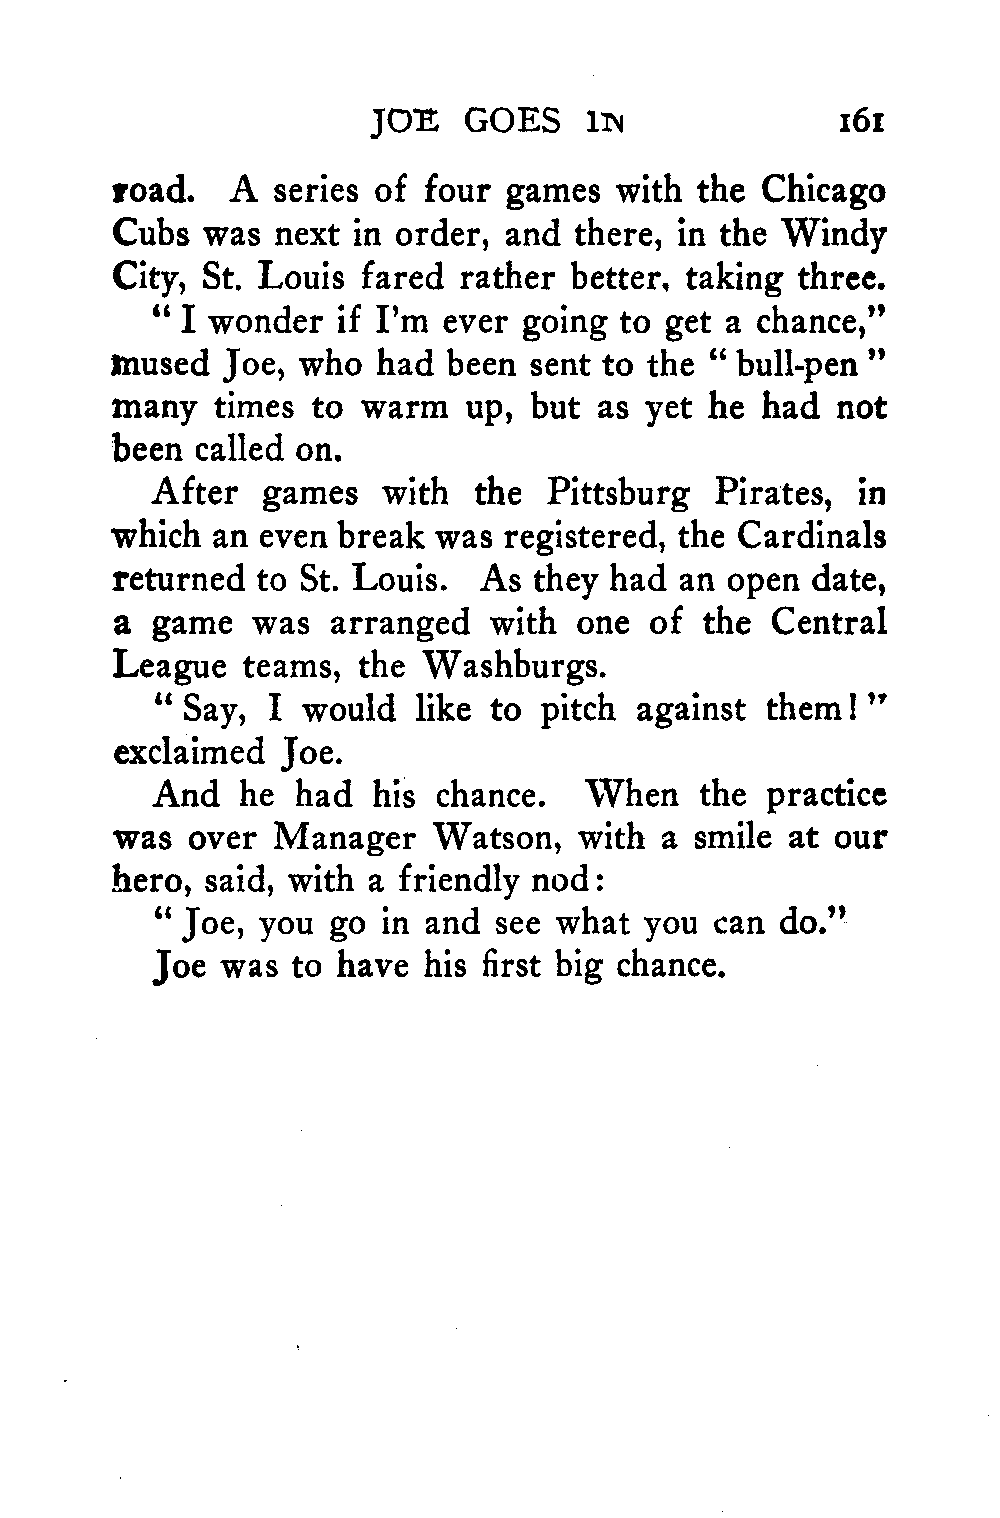 JOE GOES IN 161
road. A series of four games with the Chicago
Cubs was next in order, and there, in the Windy
City, St. Louis fared rather better, taking three.
“ I wonder if I’m ever going to get a chance,”
mused Joe, who had been sent to the “ bull-pen ”
many times to warm up, but as yet he had not
been called on.
After games with the Pittsburg Pirates, in
which an even break was registered, the Cardinals
returned to St. Louis. As they had an open date,
a game was arranged with one of the Central
League teams, the Washburgs.
“ Say, I would like to pitch against them! ”
exclaimed Joe.
And he had his chance. When the practice
was over Manager Watson, with a smile at our
hero, said, with a friendly nod:
“ Joe, you go in and see what you can do.”
Joe was to have his first big chance.